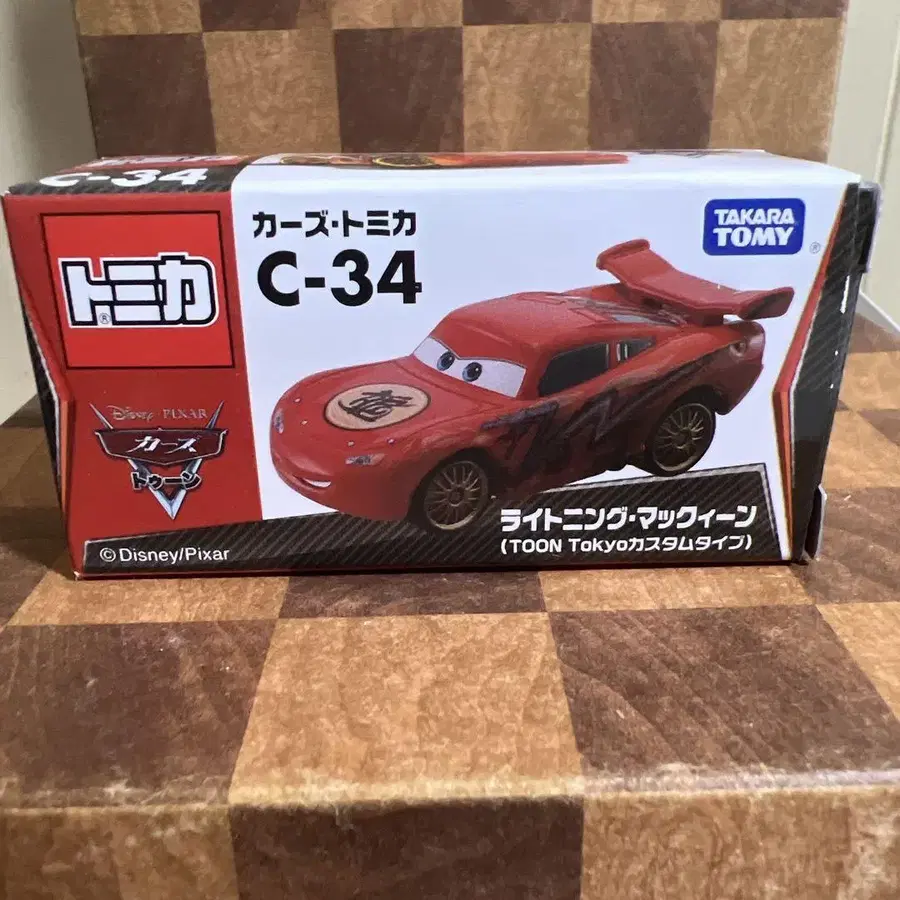 C-34
トミカ
®
カーズ・トミカ
C-34
TAKARA
TOMY
®
Disney PIXAR
カーズ
トゥーン
©Disney/Pixar
ライトニング・マックィーン
(TOON Tokyoカスタムタイプ)